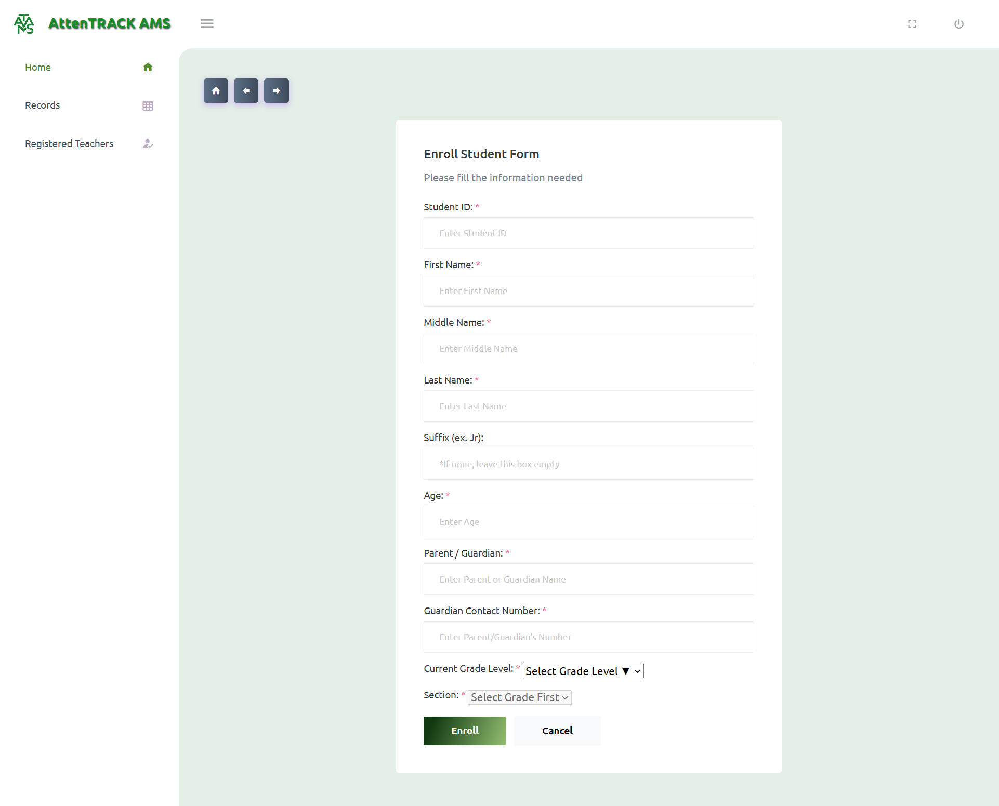 ATAMS
AttenTRACK AMS
Home
Records
Registered Teachers
Enroll Student Form
Please fill the information needed
Student ID: *
Enter Student ID
First Name: *
Enter First Name
Middle Name: *
Enter Middle Name
Last Name: *
Enter Last Name
Suffix (ex. Jr):
*If none, leave this box empty
Age: *
Enter Age
Parent / Guardian: *
Enter Parent or Guardian Name
Guardian Contact Number: *
Enter Parent/Guardian's Number
Current Grade Level: * Select Grade Level ▼
Section: * Select Grade First
Enroll Cancel